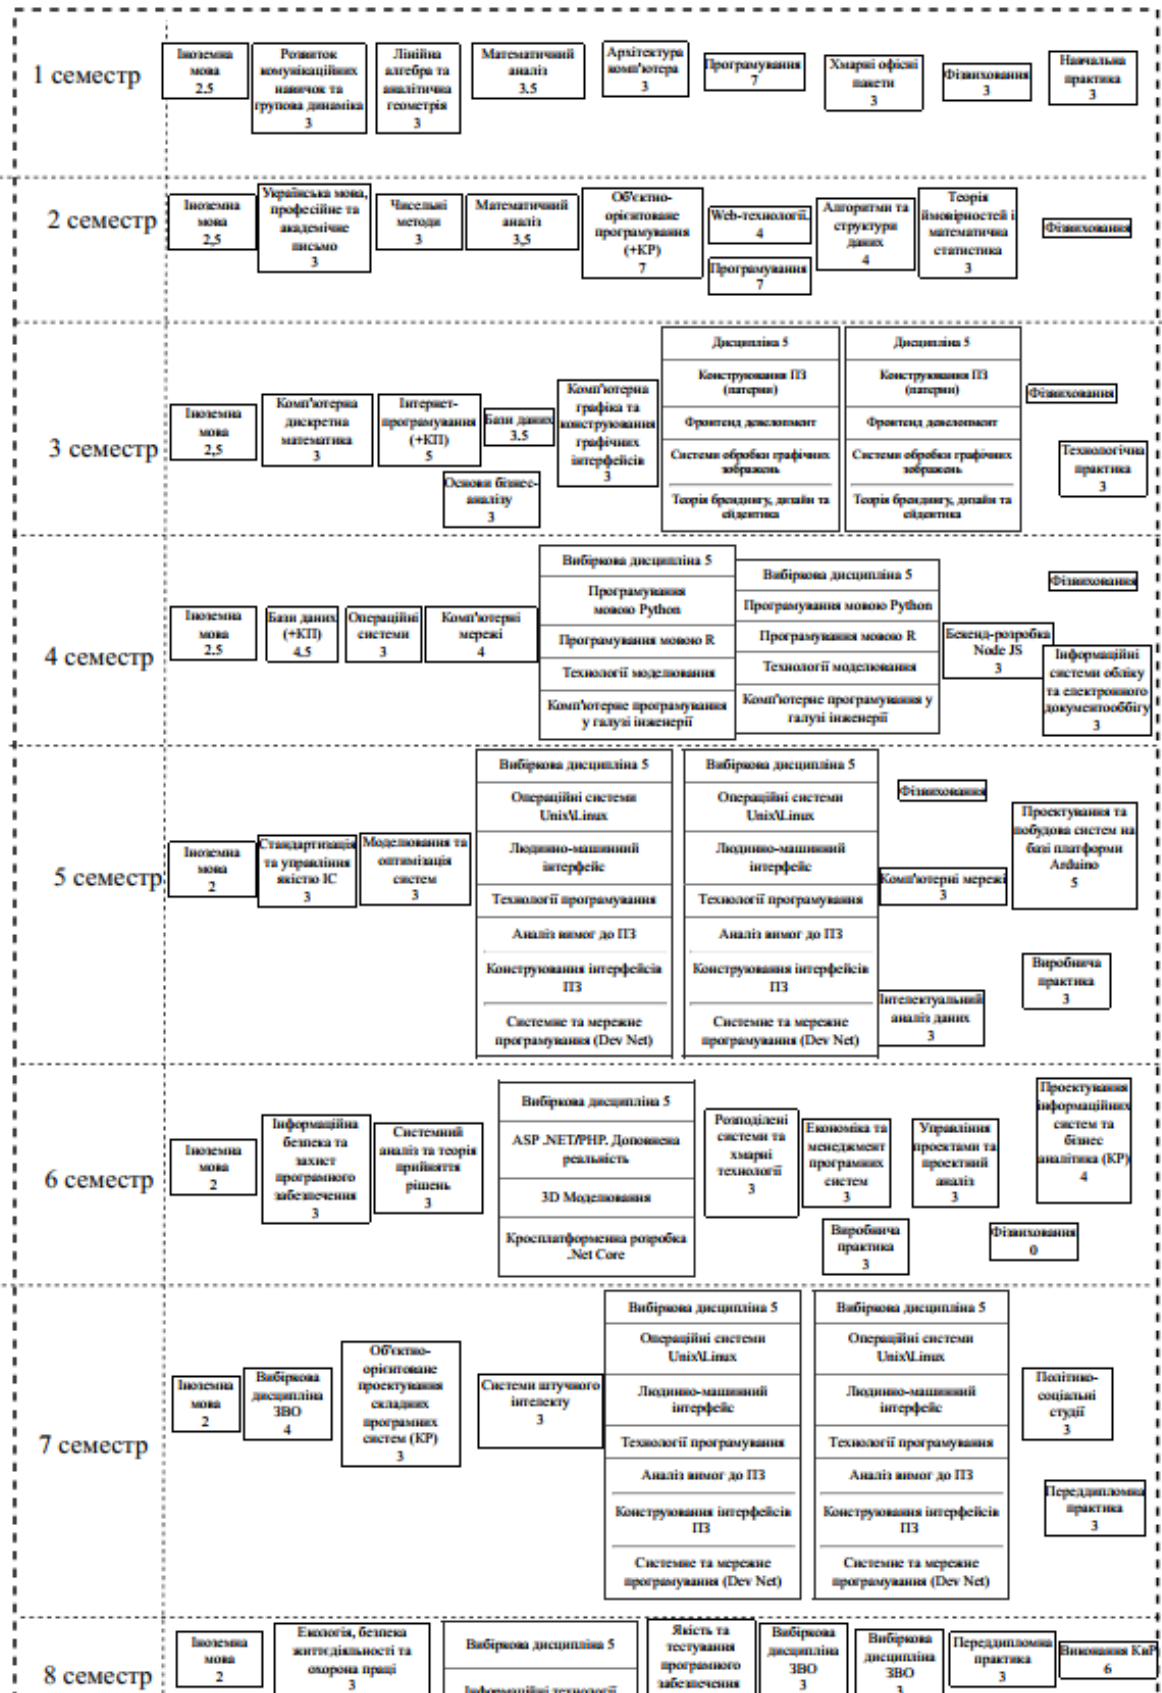 1 семестр
Іноземна
мова
2.5
Розвиток
комунікаційних
навичок та
групова динаміка
3
Лінійна
алгебра та
аналітична
геометрія
3
Математичний
аналіз
3.5
Архітектура
комп'ютера
3
Програмування
7
Хмарні офісні
пакети
3
Фізвиховання
3
Навчальна
практика
3
2 семестр
Іноземна
мова
2,5
Українська мова,
професійне та
академічне
письмо
3
Чисельні
методи
3
Математичний
аналіз
3,5
Об'єктно-
орієнтоване
програмування
(+КР)
7
Web-технології.
4
Програмування
7
Алгоритми та
структури
даних
4
Теорія
ймовірностей і
математична
статистика
3
Фізвиховання
3 семестр
Іноземна
мова
2,5
Комп'ютерна
дискретна
математика
3
Інтернет-
програмування
(+КП)
5
Бази даних
3.5
Основи бізнес-
аналізу
3
Комп'ютерна
графіка та
конструювання
графічних
інтерфейсів
3
Дисципліна 5
Конструювання ПЗ
(патерни)
Фронтенд девелопмент
Системи обробки графічних
зображень
Теорія брендингу, дизайн та
айдентика
Дисципліна 5
Конструювання ПЗ
(патерни)
Фронтенд девелопмент
Системи обробки графічних
зображень
Теорія брендингу, дизайн та
айдентика
Фізвиховання
Технологічна
практика
3
4 семестр
Іноземна
мова
2.5
Бази даних
(+КП)
4.5
Операційні
системи
3
Комп'ютерні
мережі
4
Вибіркова дисципліна 5
Програмування
мовою Python
Програмування мовою R
Технології моделювання
Комп'ютерне програмування
у галузі інженерії
Вибіркова дисципліна 5
Програмування мовою Python
Програмування мовою R
Технології моделювання
Комп'ютерне програмування у
галузі інженерії
Бекенд-розробка
Node JS
3
Фізвиховання
Інформаційні
системи обліку
та електронного
документообігу
3
5 семестр
Іноземна
мова
2
Стандартизація
та управління
якістю ІС
3
Моделювання та
оптимізація
систем
3
Вибіркова дисципліна 5
Операційні системи
Unix\Linux
Людинно-машинний
інтерфейс
Технології програмування
Аналіз вимог до ПЗ
Конструювання інтерфейсів
ПЗ
Системне та мережне
програмування (Dev Net)
Вибіркова дисципліна 5
Операційні системи
Unix\Linux
Людинно-машинний
інтерфейс
Технології програмування
Аналіз вимог до ПЗ
Конструювання інтерфейсів
ПЗ
Системне та мережне
програмування (Dev Net)
Фізвиховання
Комп'ютерні мережі
3
Інтелектуальний
аналіз даних
3
Проектування та
побудова систем на
базі платформи
Arduino
5
Виробнича
практика
3
6 семестр
Іноземна
мова
2
Інформаційна
безпека та
захист
програмного
забезпечення
3
Системний
аналіз та теорія
прийняття
рішень
3
Вибіркова дисципліна 5
ASP .NET/PHP. Доповнена
реальність
3D Моделювання
Кросплатформенна розробка
.Net Core
Розподілені
системи та
хмарні
технології
3
Економіка та
менеджмент
програмних
систем
3
Управління
проектами та
проектний
аналіз
3
Проектування
інформаційних
систем та
бізнес
аналітика (КР)
4
Виробнича
практика
3
Фізвиховання
0
7 семестр
Іноземна
мова
2
Вибіркова
дисципліна
ЗВО
4
Об'єктно-
орієнтоване
проектування
складних
програмних
систем (КР)
3
Системи штучного
інтелекту
3
Вибіркова дисципліна 5
Операційні системи
Unix\Linux
Людинно-машинний
інтерфейс
Технології програмування
Аналіз вимог до ПЗ
Конструювання інтерфейсів
ПЗ
Системне та мережне
програмування (Dev Net)
Вибіркова дисципліна 5
Операційні системи
Unix\Linux
Людинно-машинний
інтерфейс
Технології програмування
Аналіз вимог до ПЗ
Конструювання інтерфейсів
ПЗ
Системне та мережне
програмування (Dev Net)
Політико-
соціальні
студії
3
Переддипломна
практика
3
8 семестр
Іноземна
мова
2
Екологія, безпека
життєдіяльності та
охорона праці
3
Вибіркова дисципліна 5
Інформаційні технології
Якість та
тестування
програмного
забезпечення
Вибіркова
дисципліна
ЗВО
3
Вибіркова
дисципліна
ЗВО
3
Переддипломна
практика
3
Виконання КвР
6